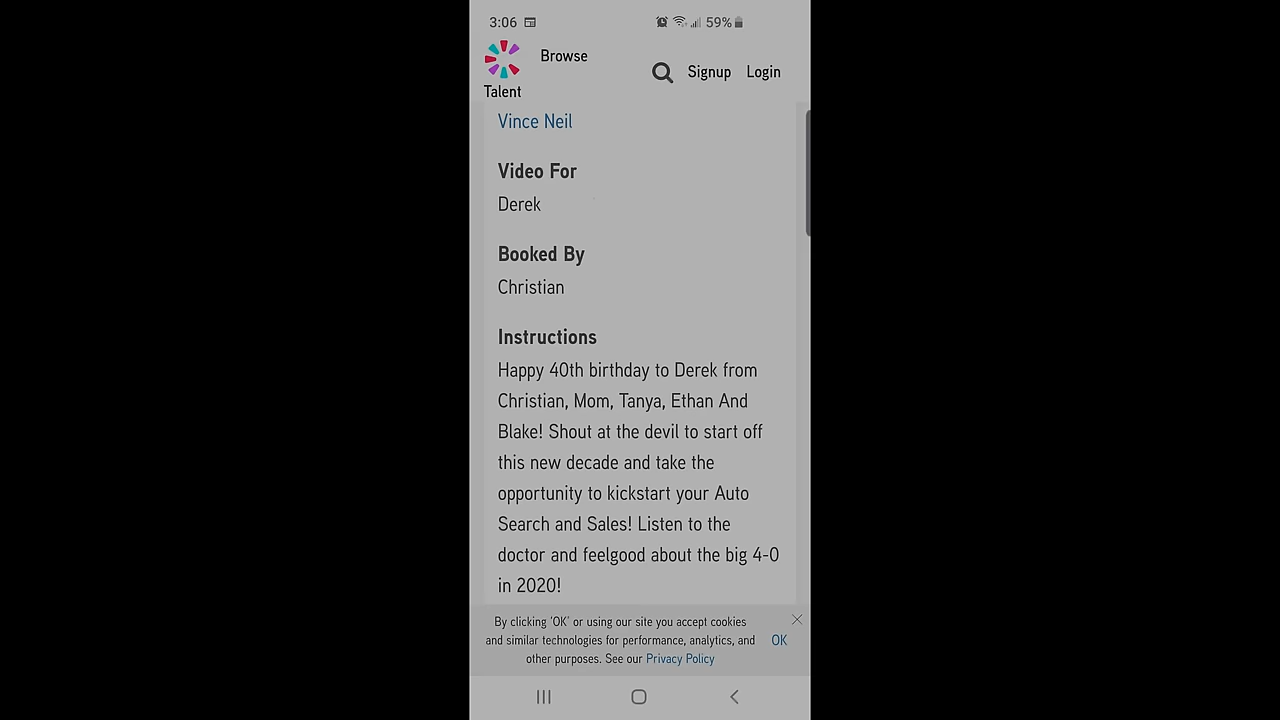 3:06 59%
Browse
Signup Login
Talent
Vince Neil
Video For
Derek
Booked By
Christian
Instructions
Happy 40th birthday to Derek from
Christian, Mom, Tanya, Ethan And
Blake! Shout at the devil to start off
this new decade and take the
opportunity to kickstart your Auto
Search and Sales! Listen to the
doctor and feelgood about the big 4-0
in 2020!
By clicking 'OK' or using our site you accept cookies
and similar technologies for performance, analytics, and
other purposes. See our Privacy Policy
OK